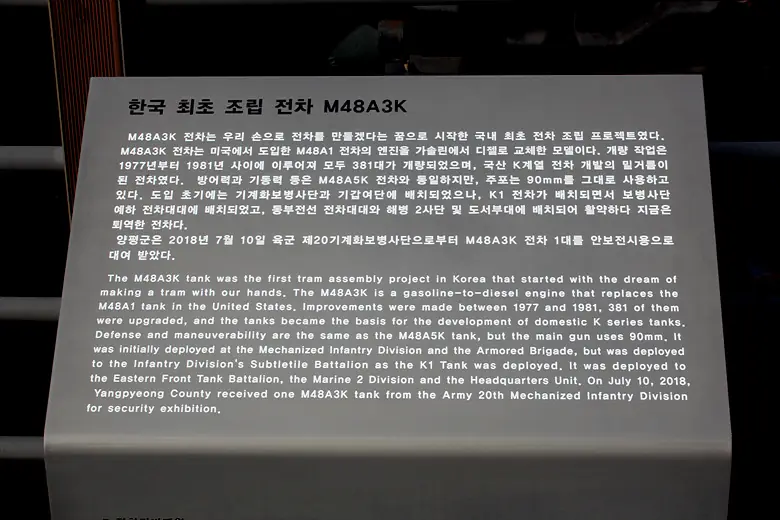 한국 최초 조립 전차 M48A3K
M48A3K 전차는 우리 손으로 전차를 만들겠다는 꿈으로 시작한 국내 최초 전차 조립 프로젝트였다.
M48A3K 전차는 미국에서 도입한 M48A1 전차의 엔진을 가솔린에서 디젤로 교체한 모델이다. 개량 작업은
1977년부터 1981년 사이에 이루어져 모두 381대가 개량되었으며, 국산 K계열 전차 개발의 밑거름이
된 전차였다. 방어력과 기동력 등은 M48A5K 전차와 동일하지만, 주포는 90mm를 그대로 사용하고
있다. 도입 초기에는 기계화보병사단과 기갑여단에 배치되었으나, K1 전차가 배치되면서 보병사단
예하 전차대대에 배치되었고, 동부전선 전차대대와 해병 2사단 및 도서부대에 배치되어 활약하다 지금은
퇴역한 전차다.
양평군은 2018년 7월 10일 육군 제20기계화보병사단으로부터 M48A3K 전차 1대를 안보전시용으로
대여 받았다.
The M48A3K tank was the first tram assembly project in Korea that started with the dream of
making a tram with our hands. The M48A3K is a gasoline-to-diesel engine that replaces the
M48A1 tank in the United States. Improvements were made between 1977 and 1981, 381 of them
were upgraded, and the tanks became the basis for the development of domestic K series tanks.
Defense and maneuverability are the same as the M48A5K tank, but the main gun uses 90mm. It
was initially deployed at the Mechanized Infantry Division and the Armored Brigade, but was deployed
to the Infantry Division's Subtletile Battalion as the K1 Tank was deployed. It was deployed to
the Eastern Front Tank Battalion, the Marine 2 Division and the Headquarters Unit. On July 10, 2018,
Yangpyeong County received one M48A3K tank from the Army 20th Mechanized Infantry Division
for security exhibition.